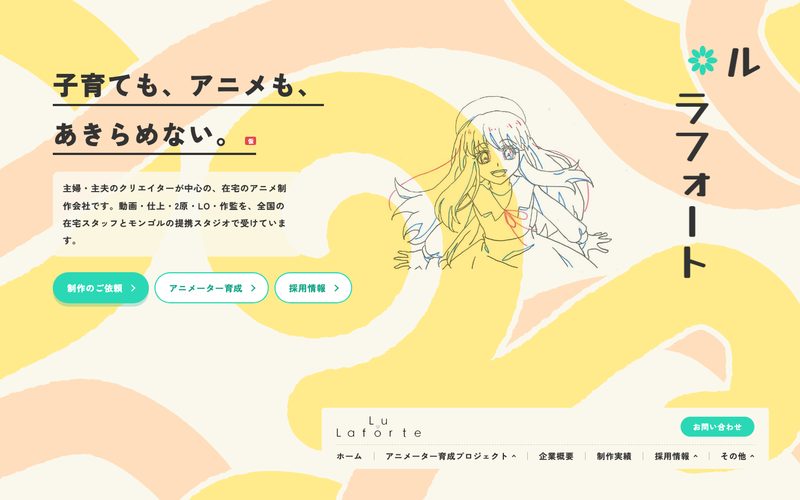 子育ても、アニメも、
あきらめない。
主婦・主夫のクリエイターが中心の、在宅のアニメ制
作会社です。動画・仕上・2原・LO・作監を、全国の
在宅スタッフとモンゴルの提携スタジオで受けていま
す。
制作のご依頼
アニメーター育成
採用情報
ル
ラフォート
Lu
Laforte
お問い合わせ
ホーム
アニメーター育成プロジェクト
企業概要
制作実績
採用情報
その他